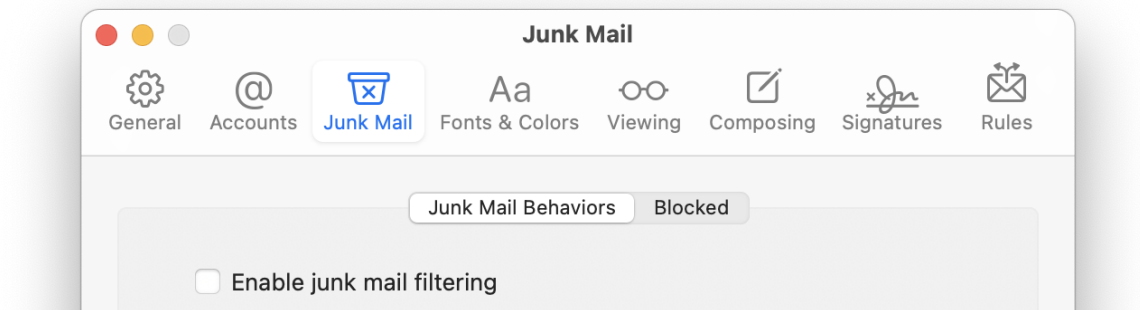 Junk Mail
General Accounts Junk Mail Fonts & Colors Viewing Composing Signatures Rules
Junk Mail Behaviors Blocked
Enable junk mail filtering